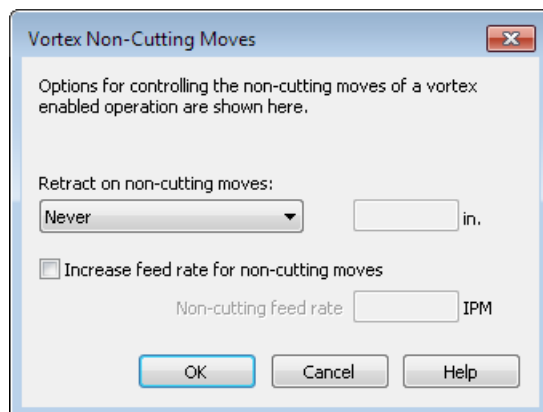 Vortex Non-Cutting Moves
Options for controlling the non-cutting moves of a vortex
enabled operation are shown here.
Retract on non-cutting moves:
Never
in.
Increase feed rate for non-cutting moves
Non-cutting feed rate
IPM
OK
Cancel
Help